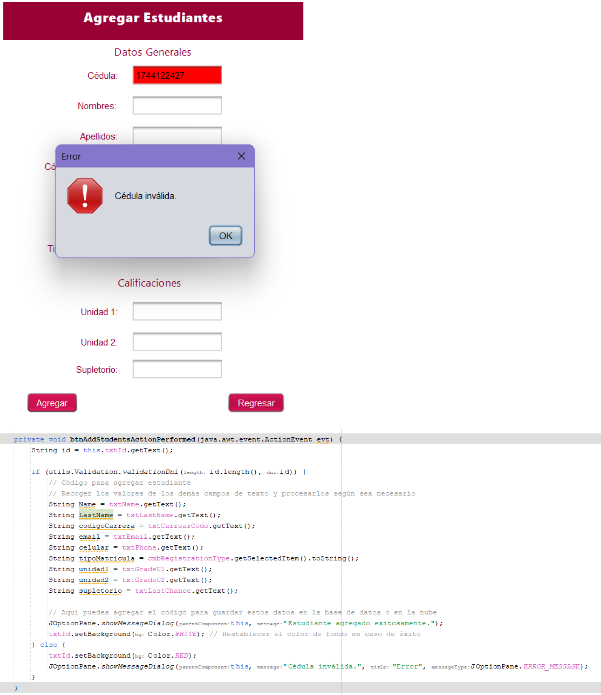 Agregar Estudiantes
Datos Generales
Cédula:
1744122427
Nombres:
Apellidos:
Có
Error
Cédula inválida.
OK
Ti
Calificaciones
Unidad 1:
Unidad 2:
Supletorio:
Agregar
Regresar
private void btnAddStudentsActionPerformed(java.awt.event.ActionEvent evt) {
String id = this.txtId.getText();
if (utils.Validation.validationDni(length: id.length(), dni:id)) {
// Código para agregar estudiante
// Recoger los valores de los demás campos de texto y procesarlos según sea necesario
String Name = txtName.getText();
String LastName = txtLastName.getText();
String codigoCarrera = txtCarrearCode.getText();
String email = txtEmail.getText();
String celular = txtPhone.getText();
String tipoMatricula = cmbRegistrationType.getSelectedItem().toString();
String unidad1 = txtGradeU1.getText();
String unidad2 = txtGradeU2.getText();
String supletorio = txtLastChance.getText();
// Aquí puedes agregar el código para guardar estos datos en la base de datos o en la nube
JOptionPane.showMessageDialog(parentComponent:this, message:"Estudiante agregado exitosamente.");
txtId.setBackground(bg: Color.WHITE); // Restablecer el color de fondo en caso de éxito
} else {
txtId.setBackground(bg: Color.RED);
JOptionPane.showMessageDialog(parentComponent:this, message:"Cédula inválida.", title: "Error", messageType:JOptionPane.ERROR_MESSAGE);
}
}